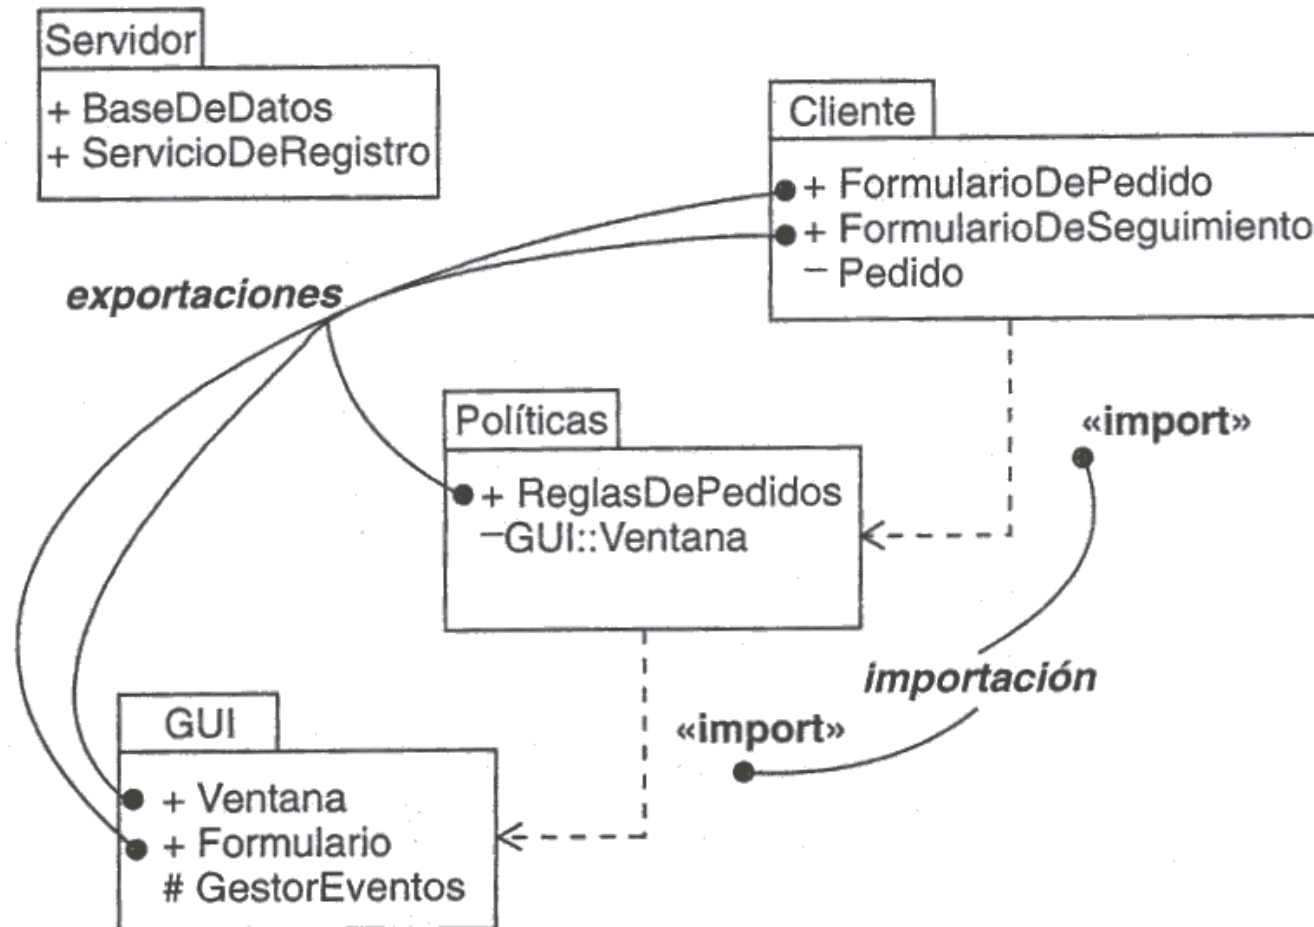 Servidor
+ BaseDeDatos
+ ServicioDeRegistro
Cliente
+ FormularioDePedido
+ FormularioDeSeguimiento
− Pedido
exportaciones
Políticas
+ ReglasDePedidos
−GUI::Ventana
«import»
importación
«import»
GUI
+ Ventana
+ Formulario
# GestorEventos